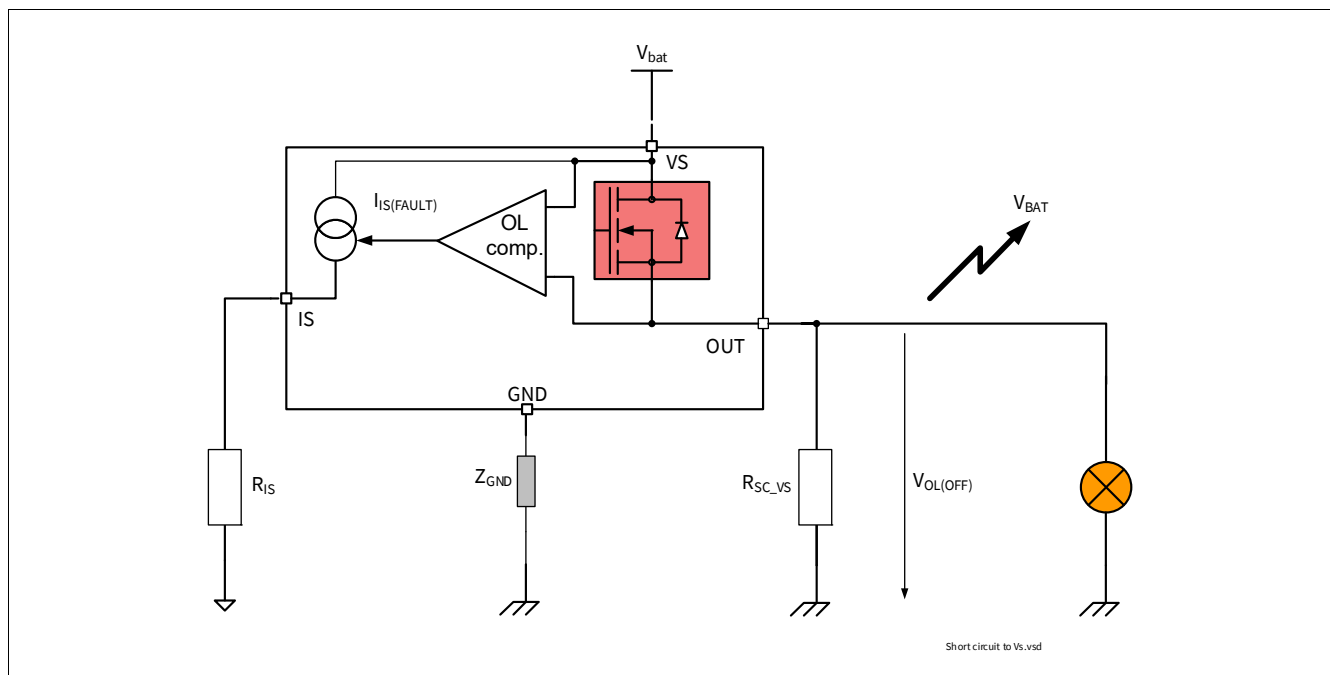 Vbat
VS
IIS(FAULT)
OL
comp.
VBAT
IS
OUT
GND
RIS
ZGND
RSC_VS
VOL(OFF)
Short circuit to Vs.vsd